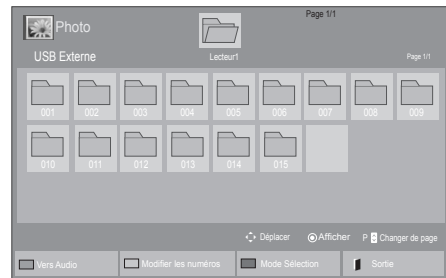 Page 1/1
Photo
USB Externe
Lecteur1
Page 1/1
001 002 003 004 005 006 007 008 009
010 011 012 013 014 015
Déplacer Afficher P Changer de page
Vers Audio Modifier les numéros Mode Sélection Sortie